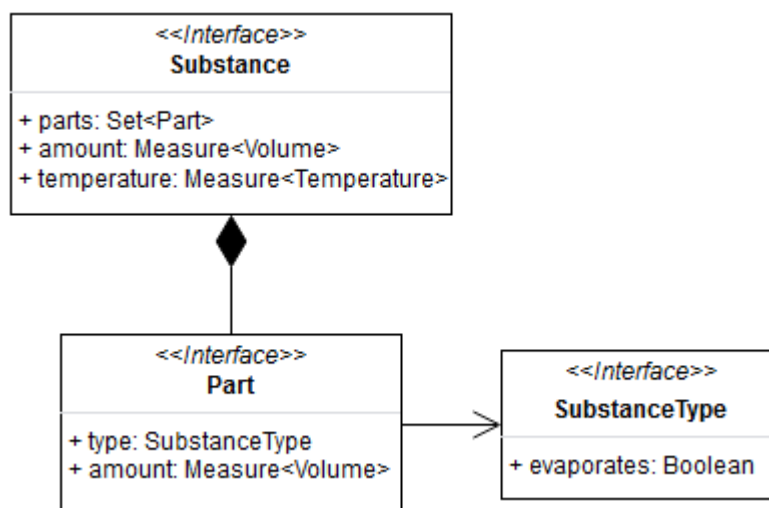 <<Interface>>
Substance
+ parts: Set<Part>
+ amount: Measure<Volume>
+ temperature: Measure<Temperature>
<<Interface>>
Part
+ type: SubstanceType
+ amount: Measure<Volume>
<<Interface>>
SubstanceType
+ evaporates: Boolean